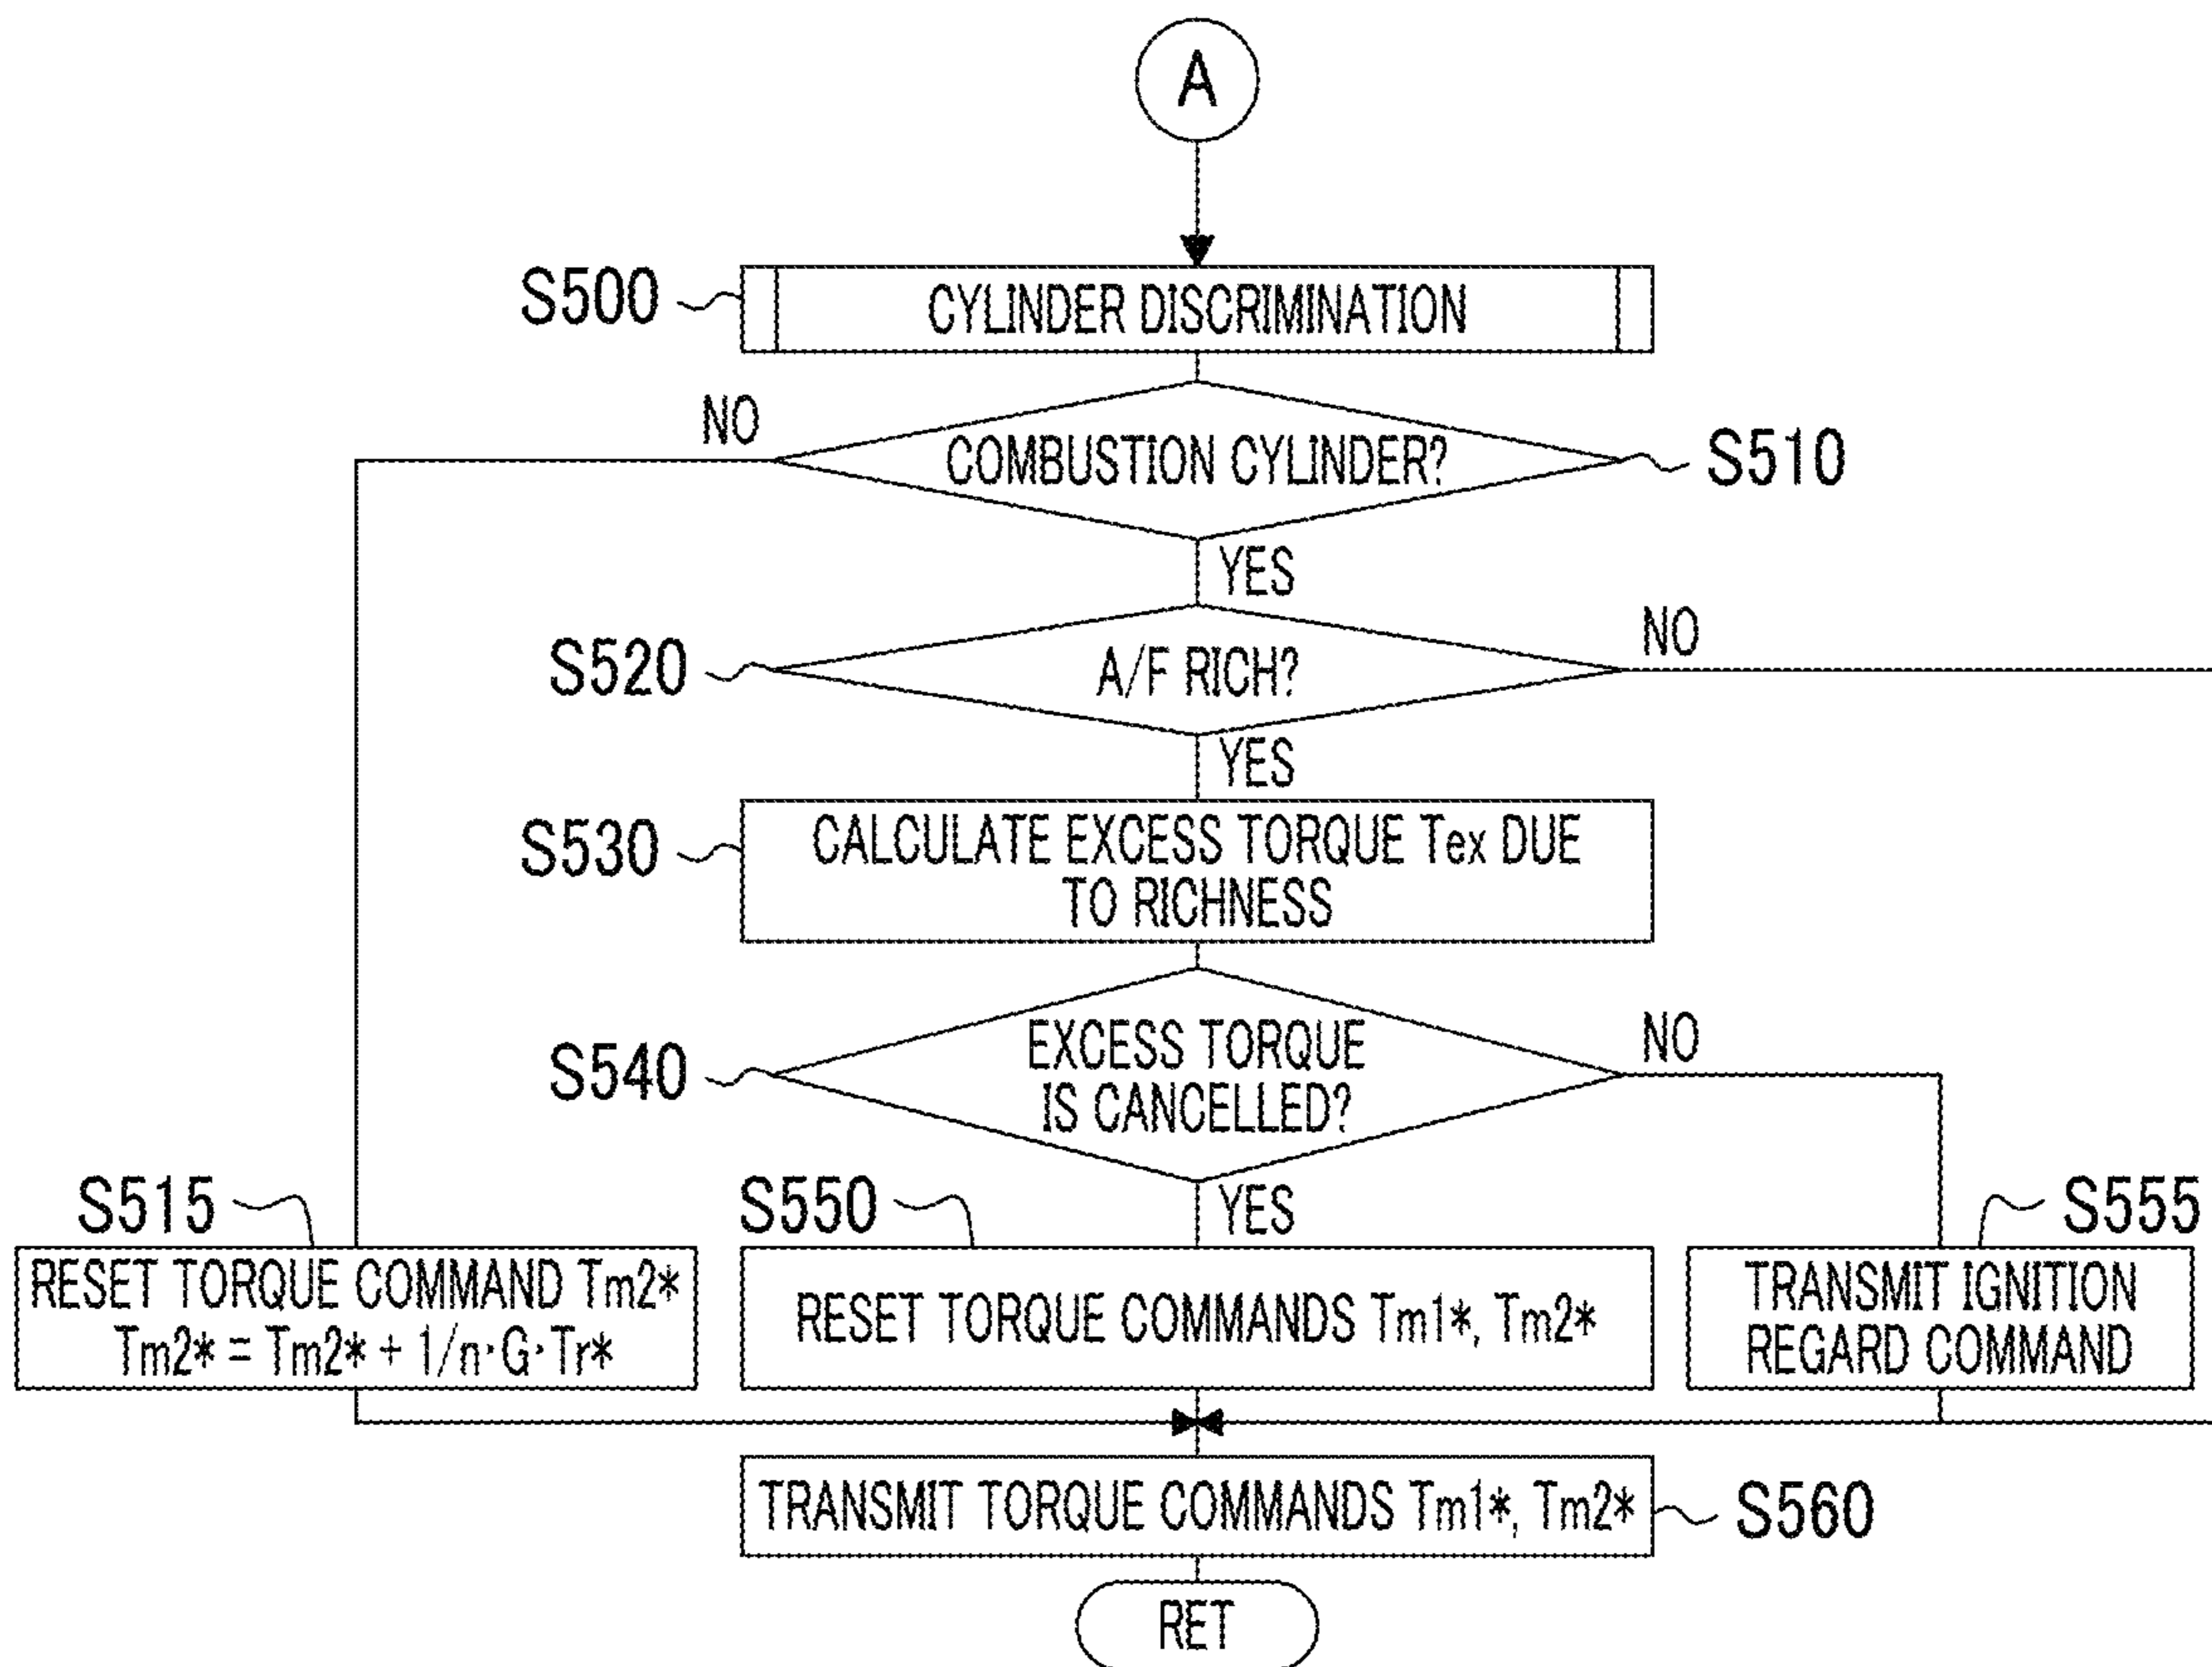 A
S500
CYLINDER DISCRIMINATION
NO
COMBUSTION CYLINDER?
S510
YES
NO
S520
A/F RICH?
YES
S530
CALCULATE EXCESS TORQUE Tex DUE
TO RICHNESS
S540
EXCESS TORQUE
IS CANCELLED?
NO
S515
S550
YES
S555
RESET TORQUE COMMAND Tm2*
Tm2* = Tm2* + 1/n·G·Tr*
RESET TORQUE COMMANDS Tm1*, Tm2*
TRANSMIT IGNITION
REGARD COMMAND
TRANSMIT TORQUE COMMANDS Tm1*, Tm2*
S560
RET